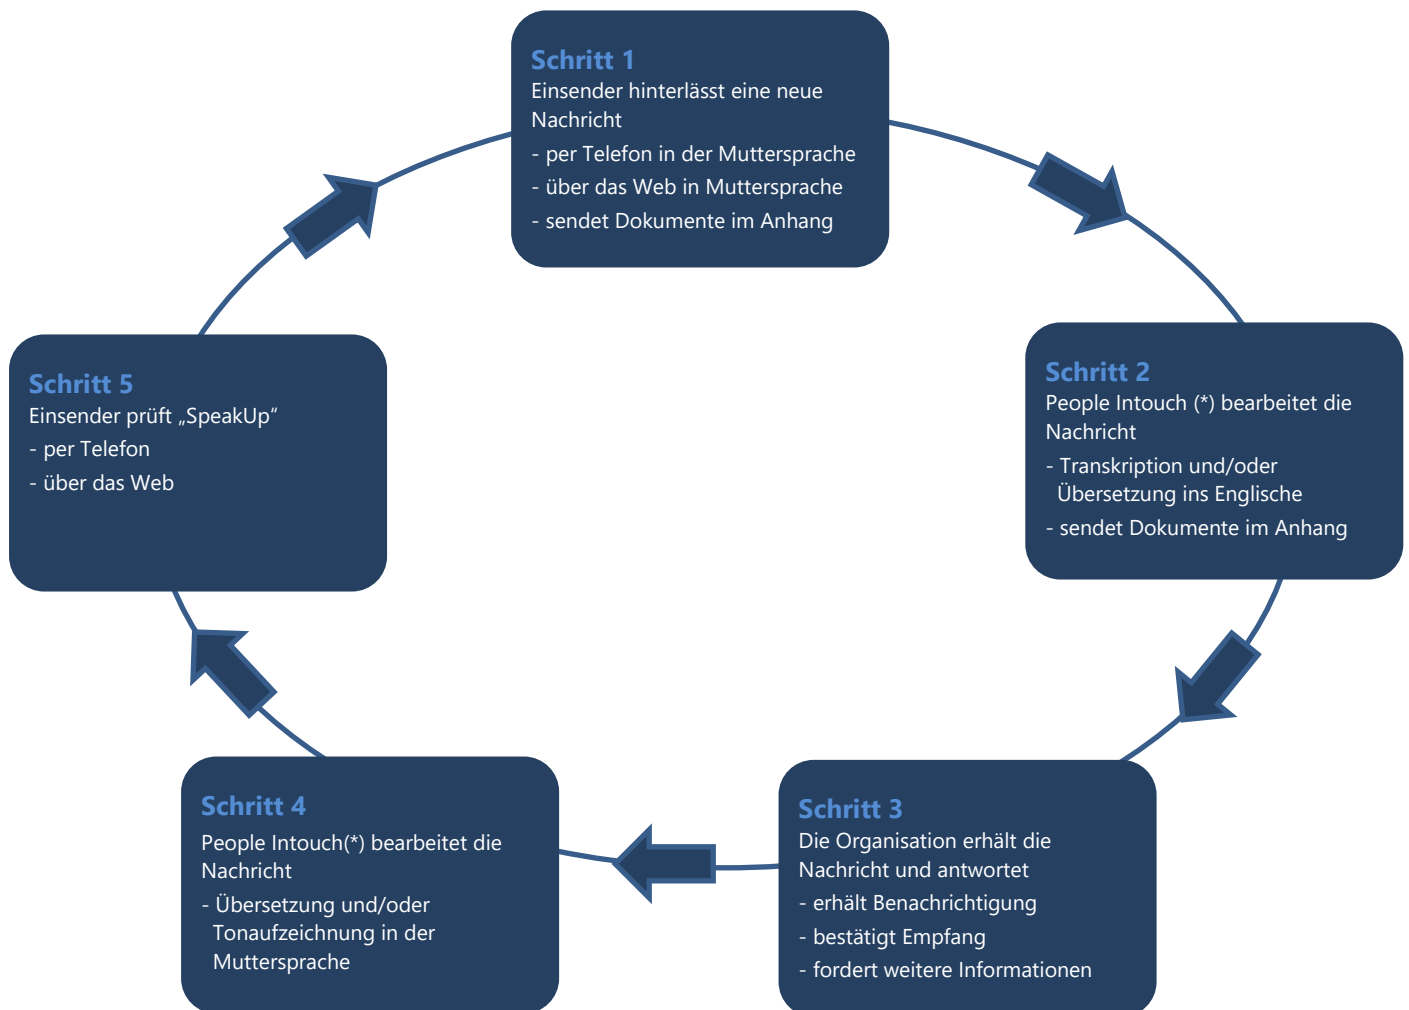 Schritt 1
Einsender hinterlässt eine neue
Nachricht
- per Telefon in der Muttersprache
- über das Web in Muttersprache
- sendet Dokumente im Anhang
Schritt 2
People Intouch (*) bearbeitet die
Nachricht
- Transkription und/oder
Übersetzung ins Englische
- sendet Dokumente im Anhang
Schritt 3
Die Organisation erhält die
Nachricht und antwortet
- erhält Benachrichtigung
- bestätigt Empfang
- fordert weitere Informationen
Schritt 4
People Intouch(*) bearbeitet die
Nachricht
- Übersetzung und/oder
Tonaufzeichnung in der
Muttersprache
Schritt 5
Einsender prüft „SpeakUp“
- per Telefon
- über das Web